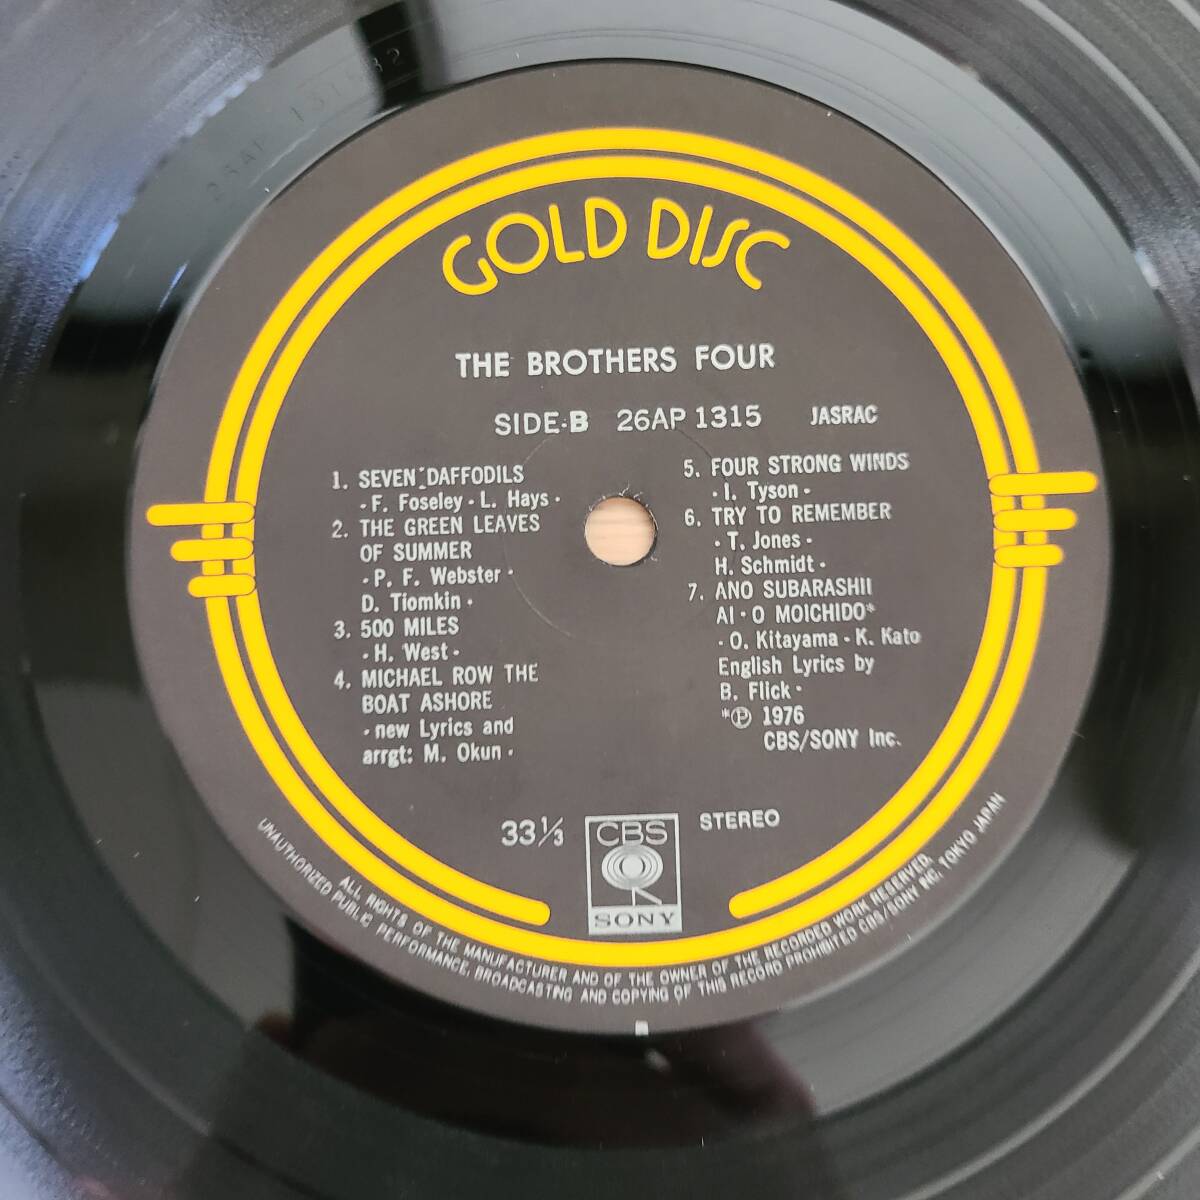 GOLD DISC
THE BROTHERS FOUR
SIDE·B 26AP 1315 JASRAC
1. SEVEN DAFFODILS
· F. Foseley · L. Hays ·
2. THE GREEN LEAVES
OF SUMMER
· P. F. Webster ·
D. Tiomkin ·
3. 500 MILES
· H. West ·
4. MICHAEL ROW THE
BOAT ASHORE
· new Lyrics and
arrgt: M. Okun ·
5. FOUR STRONG WINDS
· I. Tyson ·
6. TRY TO REMEMBER
· T. Jones ·
H. Schmidt ·
7. ANO SUBARASHII
AI · O MOICHIDO*
· O. Kitayama · K. Kato
English Lyrics by
B. Flick ·
*℗ 1976
CBS/SONY Inc.
33⅓
CBS
SONY
STEREO
ALL RIGHTS OF THE MANUFACTURER AND OF THE OWNER OF THE RECORDED WORK RESERVED.
UNAUTHORIZED PUBLIC PERFORMANCE, BROADCASTING AND COPYING OF THIS RECORD PROHIBITED CBS/SONY INC. TOKYO JAPAN